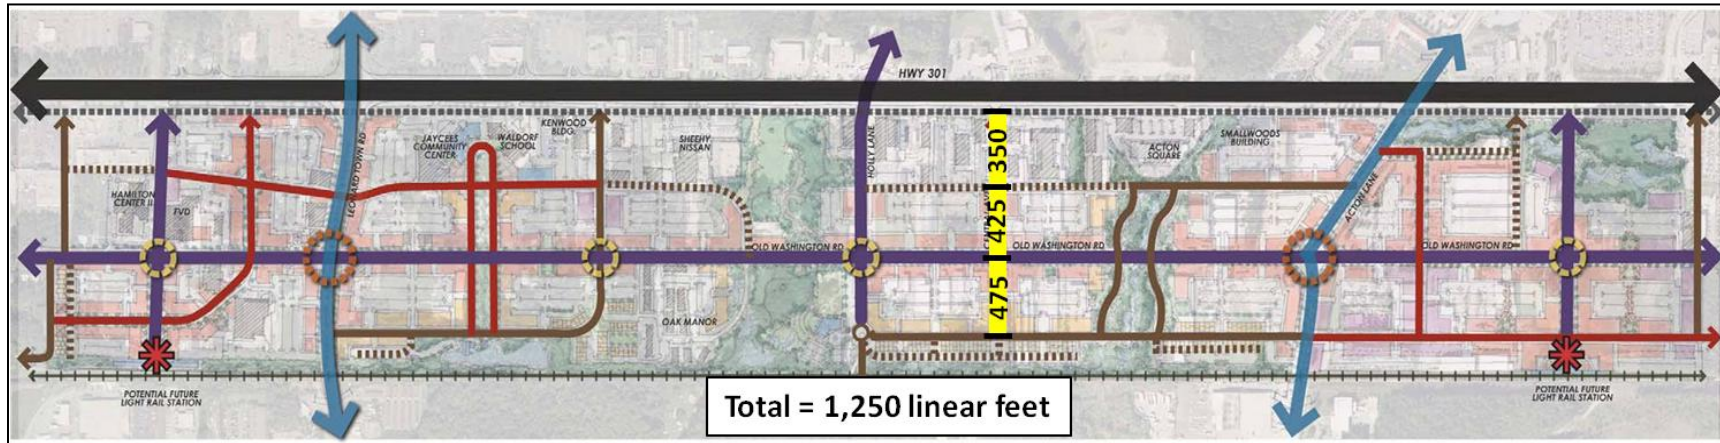 HWY 301
LEONARD TOWN RD
JAYCEES
COMMUNITY
CENTER
WALDORF
SCHOOL
KENWOOD
BLDG.
SHEEHY
NISSAN
HOLLY LANE
350
ACTON
SQUARE
SMALLWOODS
BUILDING
HAMILTON
CENTER II
FVD
425
ACTON LANE
OLD WASHINGTON RD
OLD WASHINGTON RD
OLD WASHINGTON RD
475
OAK MANOR
POTENTIAL FUTURE
LIGHT RAIL STATION
Total = 1,250 linear feet
POTENTIAL FUTURE
LIGHT RAIL STATION